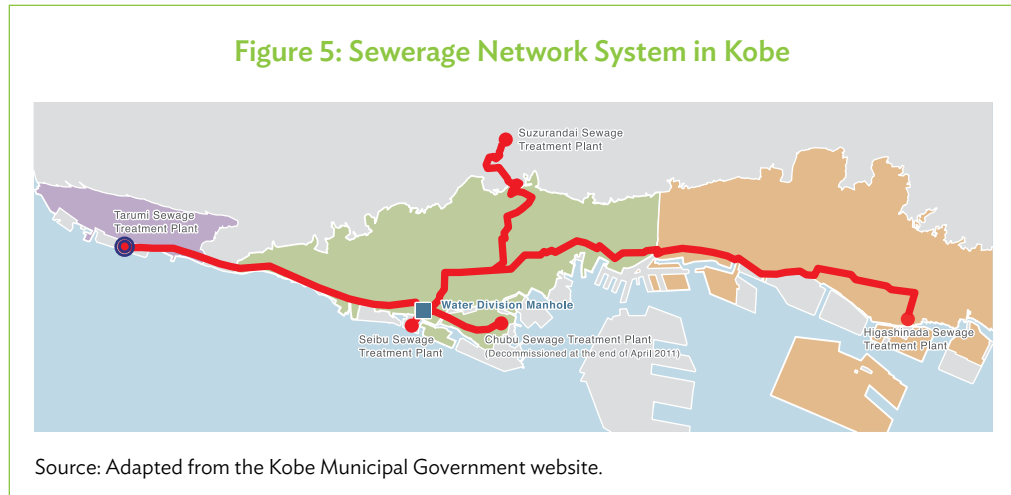 Figure 5: Sewerage Network System in Kobe
Suzurandai Sewage
Treatment Plant
Tarumi Sewage
Treatment Plant
Water Division Manhole
Seibu Sewage
Treatment Plant
Chubu Sewage Treatment Plant
(Decommissioned at the end of April 2011)
Higashinada Sewage
Treatment Plant
Source: Adapted from the Kobe Municipal Government website.